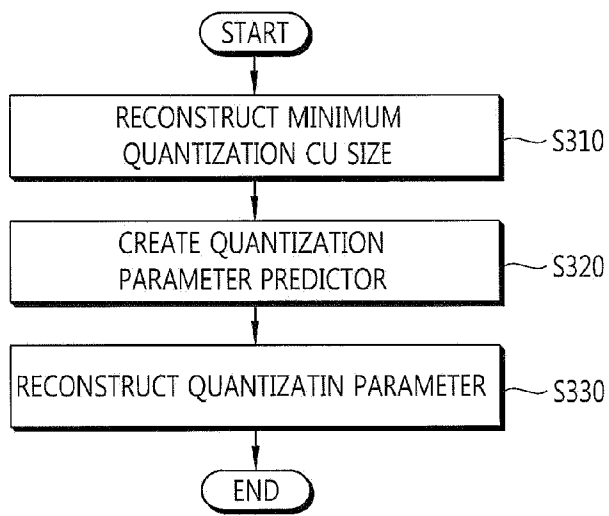 START
RECONSTRUCT MINIMUM
QUANTIZATION CU SIZE
S310
CREATE QUANTIZATION
PARAMETER PREDICTOR
S320
RECONSTRUCT QUANTIZATIN PARAMETER
S330
END